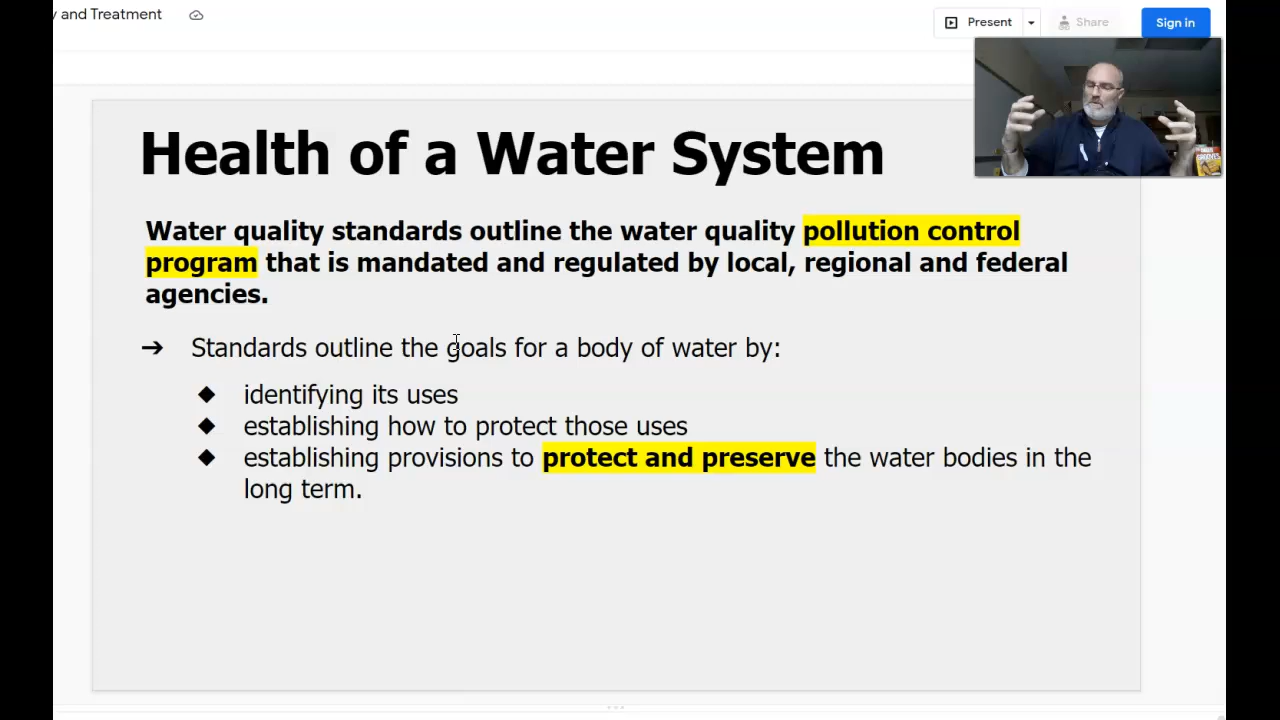 y and Treatment
Present
Share
Sign in
Health of a Water System
Water quality standards outline the water quality pollution control
program that is mandated and regulated by local, regional and federal
agencies.
➔ Standards outline the goals for a body of water by:
◆ identifying its uses
◆ establishing how to protect those uses
◆ establishing provisions to protect and preserve the water bodies in the
long term.